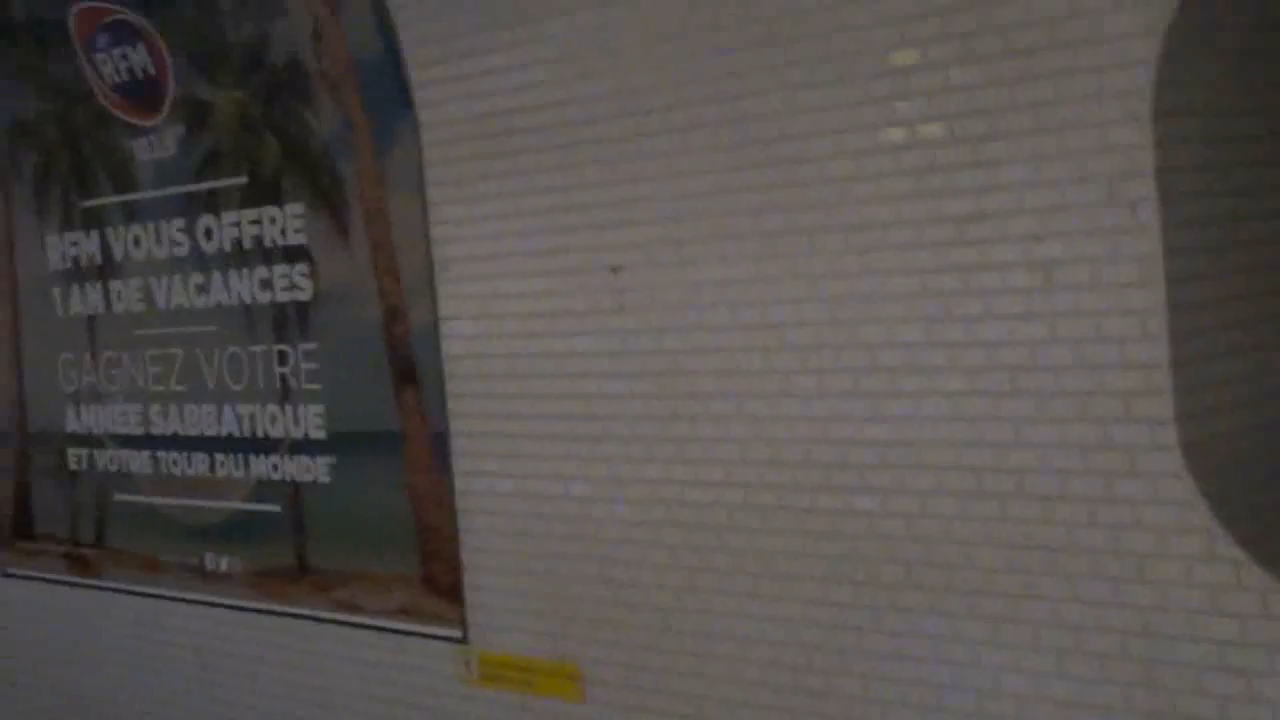 RFM
RFM VOUS OFFRE
1 AN DE VACANCES
GAGNEZ VOTRE
ANNÉE SABBATIQUE
ET VOTRE TOUR DU MONDE*